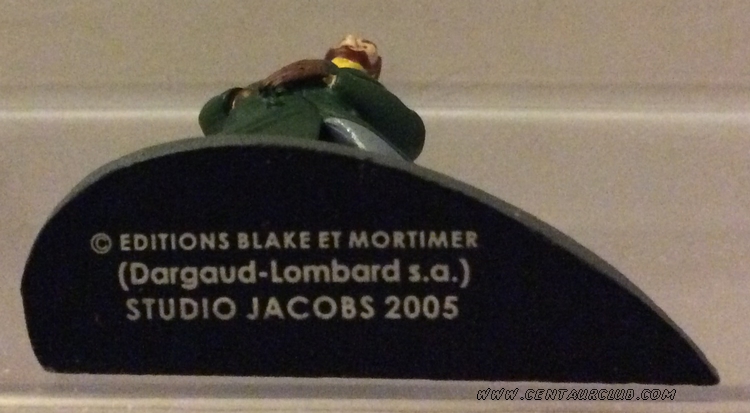 © EDITIONS BLAKE ET MORTIMER
(Dargaud-Lombard s.a.)
STUDIO JACOBS 2005
WWW.CENTAURCLUB.COM